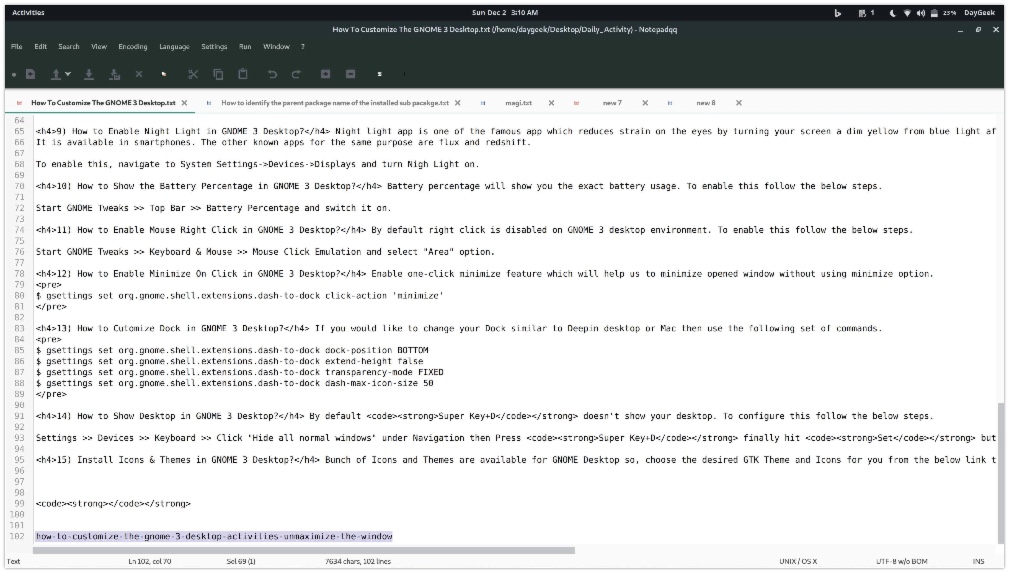 Activities Sun Dec 2 3:10 AM 1 23% DayGeek
How To Customize The GNOME 3 Desktop.txt (/home/daygeek/Desktop/Daily_Activity) - Notepadqq
File Edit Search View Encoding Language Settings Run Window ?
How To Customize The GNOME 3 Desktop.txt How to identify the parent package name of the installed sub pacakge.txt magi.txt new 7 new 8
64
65 <h4>9) How to Enable Night Light in GNOME 3 Desktop?</h4> Night light app is one of the famous app which reduces strain on the eyes by turning your screen a dim yellow from blue light af
66 It is available in smartphones. The other known apps for the same purpose are flux and redshift.
67
68 To enable this, navigate to System Settings->Devices->Displays and turn Nigh Light on.
69
70 <h4>10) How to Show the Battery Percentage in GNOME 3 Desktop?</h4> Battery percentage will show you the exact battery usage. To enable this follow the below steps.
71
72 Start GNOME Tweaks >> Top Bar >> Battery Percentage and switch it on.
73
74 <h4>11) How to Enable Mouse Right Click in GNOME 3 Desktop?</h4> By default right click is disabled on GNOME 3 desktop environment. To enable this follow the below steps.
75
76 Start GNOME Tweaks >> Keyboard & Mouse >> Mouse Click Emulation and select "Area" option.
77
78 <h4>12) How to Enable Minimize On Click in GNOME 3 Desktop?</h4> Enable one-click minimize feature which will help us to minimize opened window without using minimize option.
79 <pre>
80 $ gsettings set org.gnome.shell.extensions.dash-to-dock click-action 'minimize'
81 </pre>
82
83 <h4>13) How to Cutomize Dock in GNOME 3 Desktop?</h4> If you would like to change your Dock similar to Deepin desktop or Mac then use the following set of commands.
84 <pre>
85 $ gsettings set org.gnome.shell.extensions.dash-to-dock dock-position BOTTOM
86 $ gsettings set org.gnome.shell.extensions.dash-to-dock extend-height false
87 $ gsettings set org.gnome.shell.extensions.dash-to-dock transparency-mode FIXED
88 $ gsettings set org.gnome.shell.extensions.dash-to-dock dash-max-icon-size 50
89 </pre>
90
91 <h4>14) How to Show Desktop in GNOME 3 Desktop?</h4> By default <code><strong>Super Key+D</code></strong> doesn't show your desktop. To configure this follow the below steps.
92
93 Settings >> Devices >> Keyboard >> Click 'Hide all normal windows' under Navigation then Press <code><strong>Super Key+D</code></strong> finally hit <code><strong>Set</code></strong> but
94
95 <h4>15) Install Icons & Themes in GNOME 3 Desktop?</h4> Bunch of Icons and Themes are available for GNOME Desktop so, choose the desired GTK Theme and Icons for you from the below link t
96
97
98
99 <code><strong></code></strong>
100
101
102 how-to-customize-the-gnome-3-desktop-activities-unmaximize-the-window
Text Ln 102, col 70 Sel 69 (1) 7634 chars, 102 lines UNIX / OS X UTF-8 w/o BOM INS